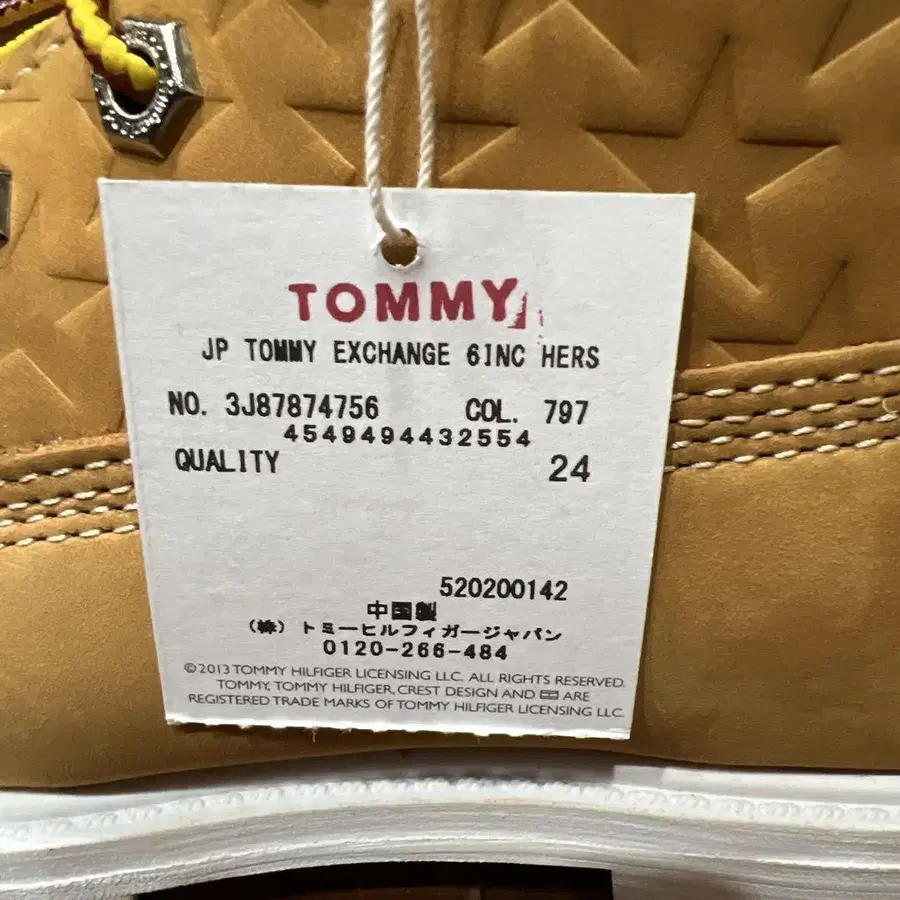 TOMMY
JP TOMMY EXCHANGE 6INC HERS
NO. 3J87874756 COL. 797
4549494432554
QUALITY 24
520200142
中国製
(株) トミーヒルフィガージャパン
0120-266-484
©2013 TOMMY HILFIGER LICENSING LLC. ALL RIGHTS RESERVED.
TOMMY, TOMMY HILFIGER, CREST DESIGN AND ARE
REGISTERED TRADE MARKS OF TOMMY HILFIGER LICENSING LLC.